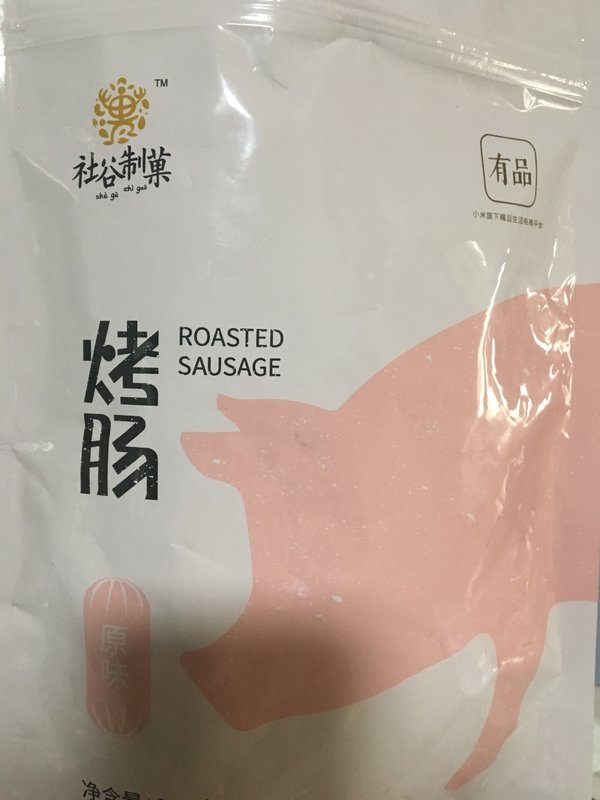 TM
社谷制菓
shè gǔ zhì guǒ
有品
小米旗下精品生活电商平台
烤肠
ROASTED
SAUSAGE
原味
净含量